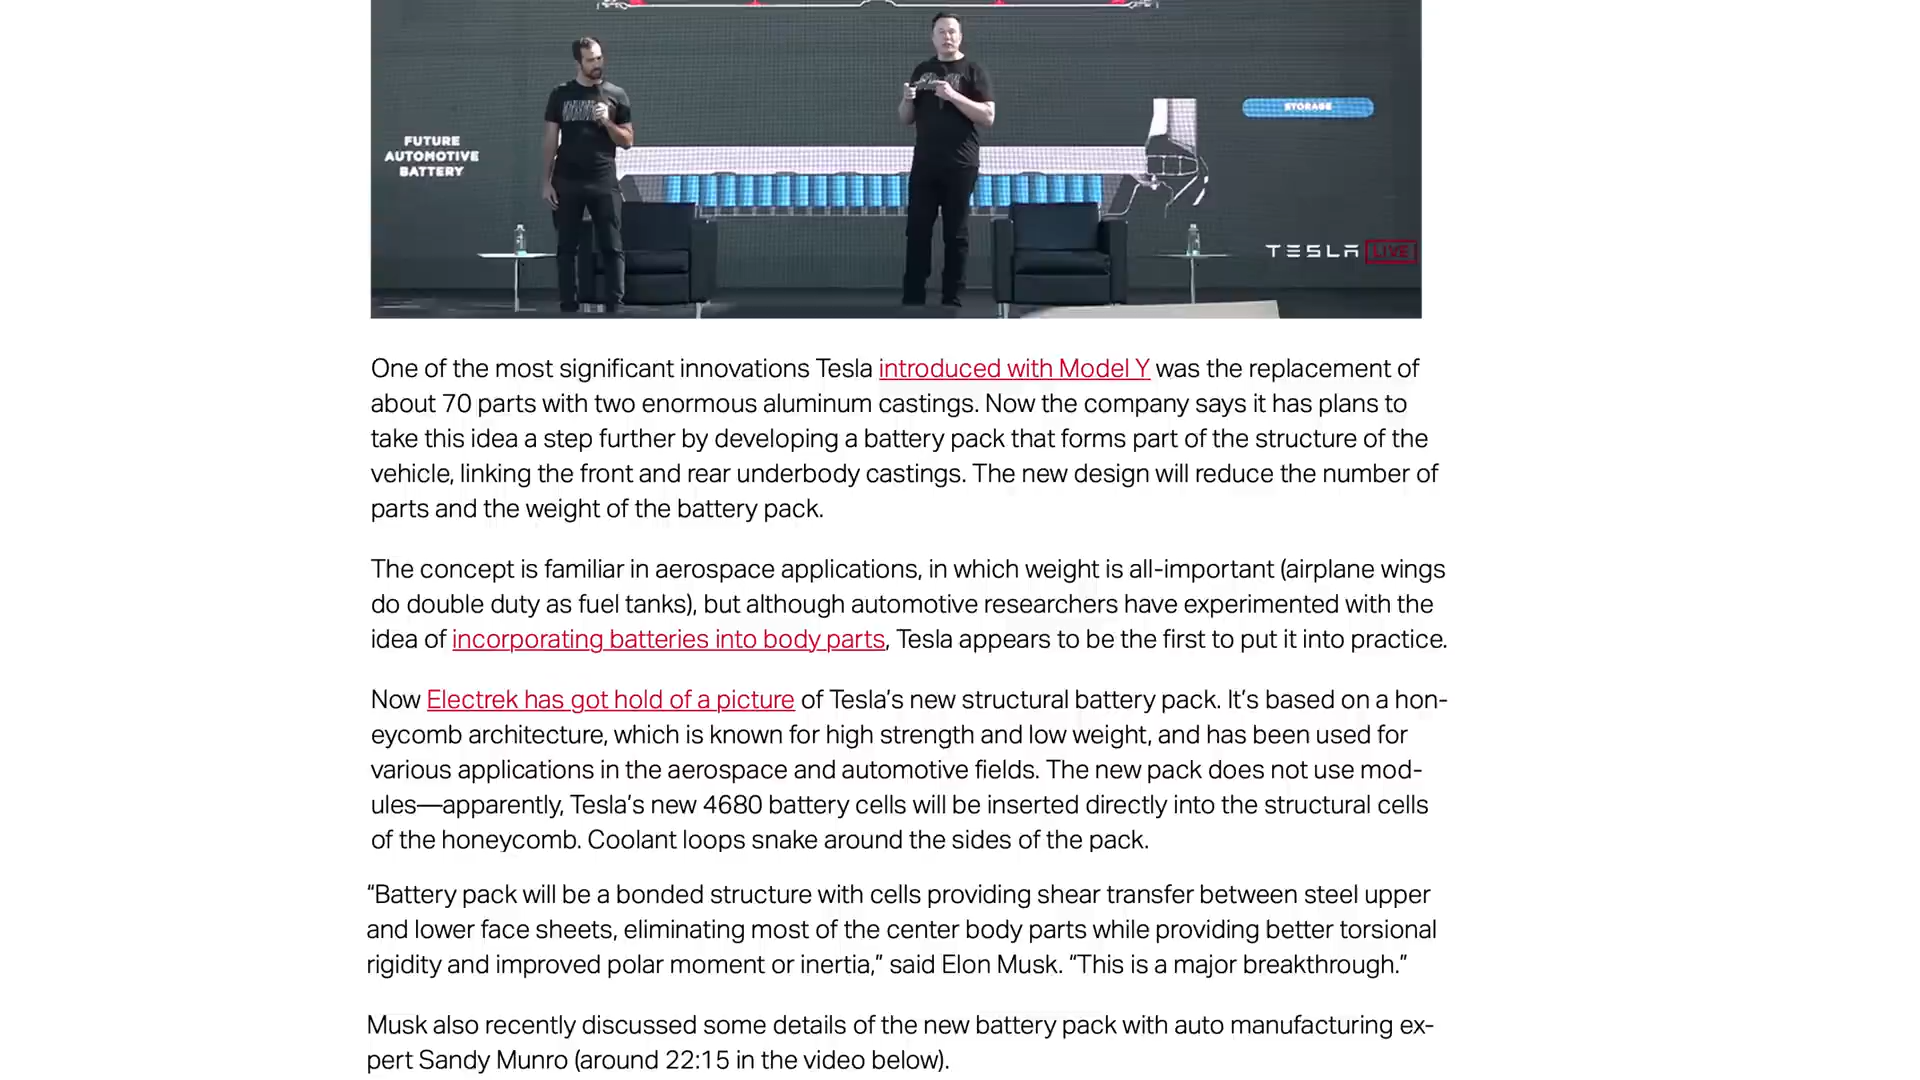 FUTURE
AUTOMOTIVE
BATTERY
STORAGE
TESLA LIVE
One of the most significant innovations Tesla introduced with Model Y was the replacement of
about 70 parts with two enormous aluminum castings. Now the company says it has plans to
take this idea a step further by developing a battery pack that forms part of the structure of the
vehicle, linking the front and rear underbody castings. The new design will reduce the number of
parts and the weight of the battery pack.
The concept is familiar in aerospace applications, in which weight is all-important (airplane wings
do double duty as fuel tanks), but although automotive researchers have experimented with the
idea of incorporating batteries into body parts, Tesla appears to be the first to put it into practice.
Now Electrek has got hold of a picture of Tesla’s new structural battery pack. It’s based on a hon-
eycomb architecture, which is known for high strength and low weight, and has been used for
various applications in the aerospace and automotive fields. The new pack does not use mod-
ules—apparently, Tesla’s new 4680 battery cells will be inserted directly into the structural cells
of the honeycomb. Coolant loops snake around the sides of the pack.
“Battery pack will be a bonded structure with cells providing shear transfer between steel upper
and lower face sheets, eliminating most of the center body parts while providing better torsional
rigidity and improved polar moment or inertia,” said Elon Musk. “This is a major breakthrough.”
Musk also recently discussed some details of the new battery pack with auto manufacturing ex-
pert Sandy Munro (around 22:15 in the video below).